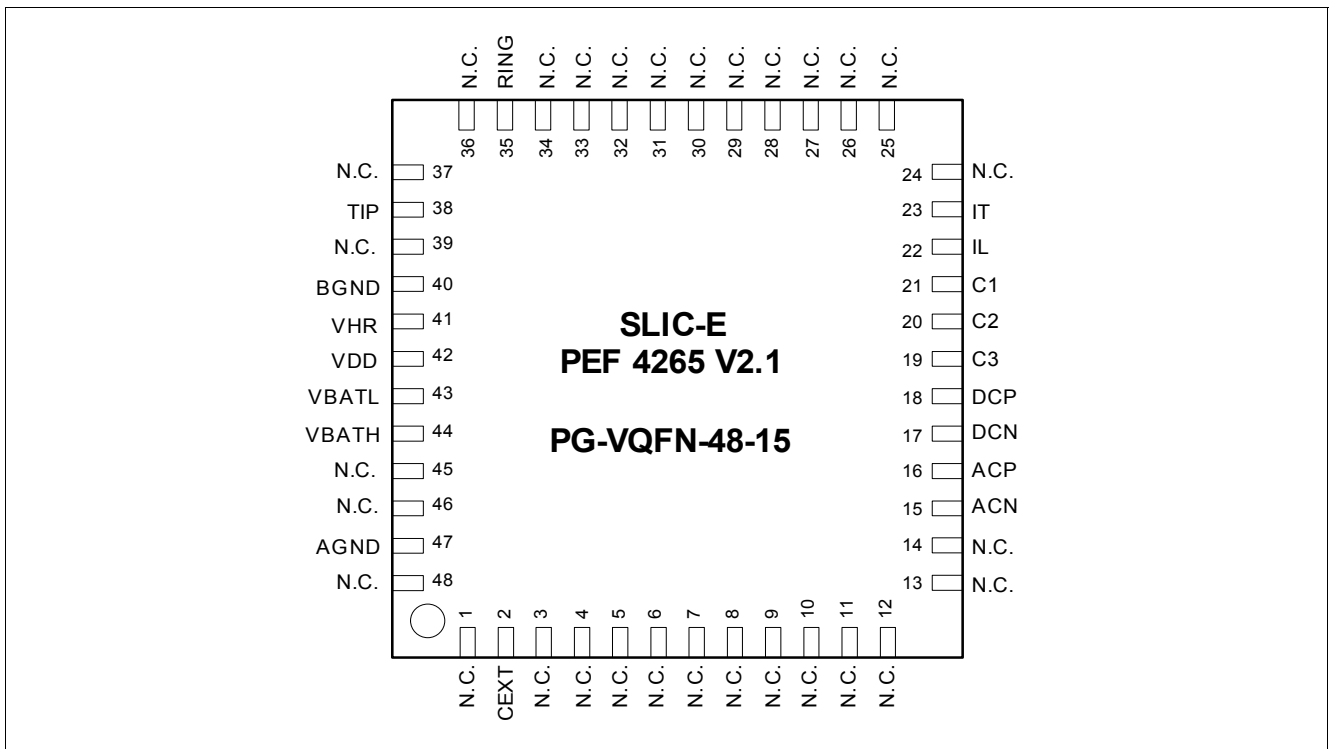 N.C. RING N.C. N.C. N.C. N.C. N.C. N.C. N.C. N.C. N.C. N.C.
36 35 34 33 32 31 30 29 28 27 26 25
N.C. 37
TIP 38
N.C. 39
BGND 40
VHR 41
VDD 42
VBATL 43
VBATH 44
N.C. 45
N.C. 46
AGND 47
N.C. 48
SLIC-E
PEF 4265 V2.1
PG-VQFN-48-15
24 N.C.
23 IT
22 IL
21 C1
20 C2
19 C3
18 DCP
17 DCN
16 ACP
15 ACN
14 N.C.
13 N.C.
1 2 3 4 5 6 7 8 9 10 11 12
N.C. CEXT N.C. N.C. N.C. N.C. N.C. N.C. N.C. N.C. N.C. N.C.